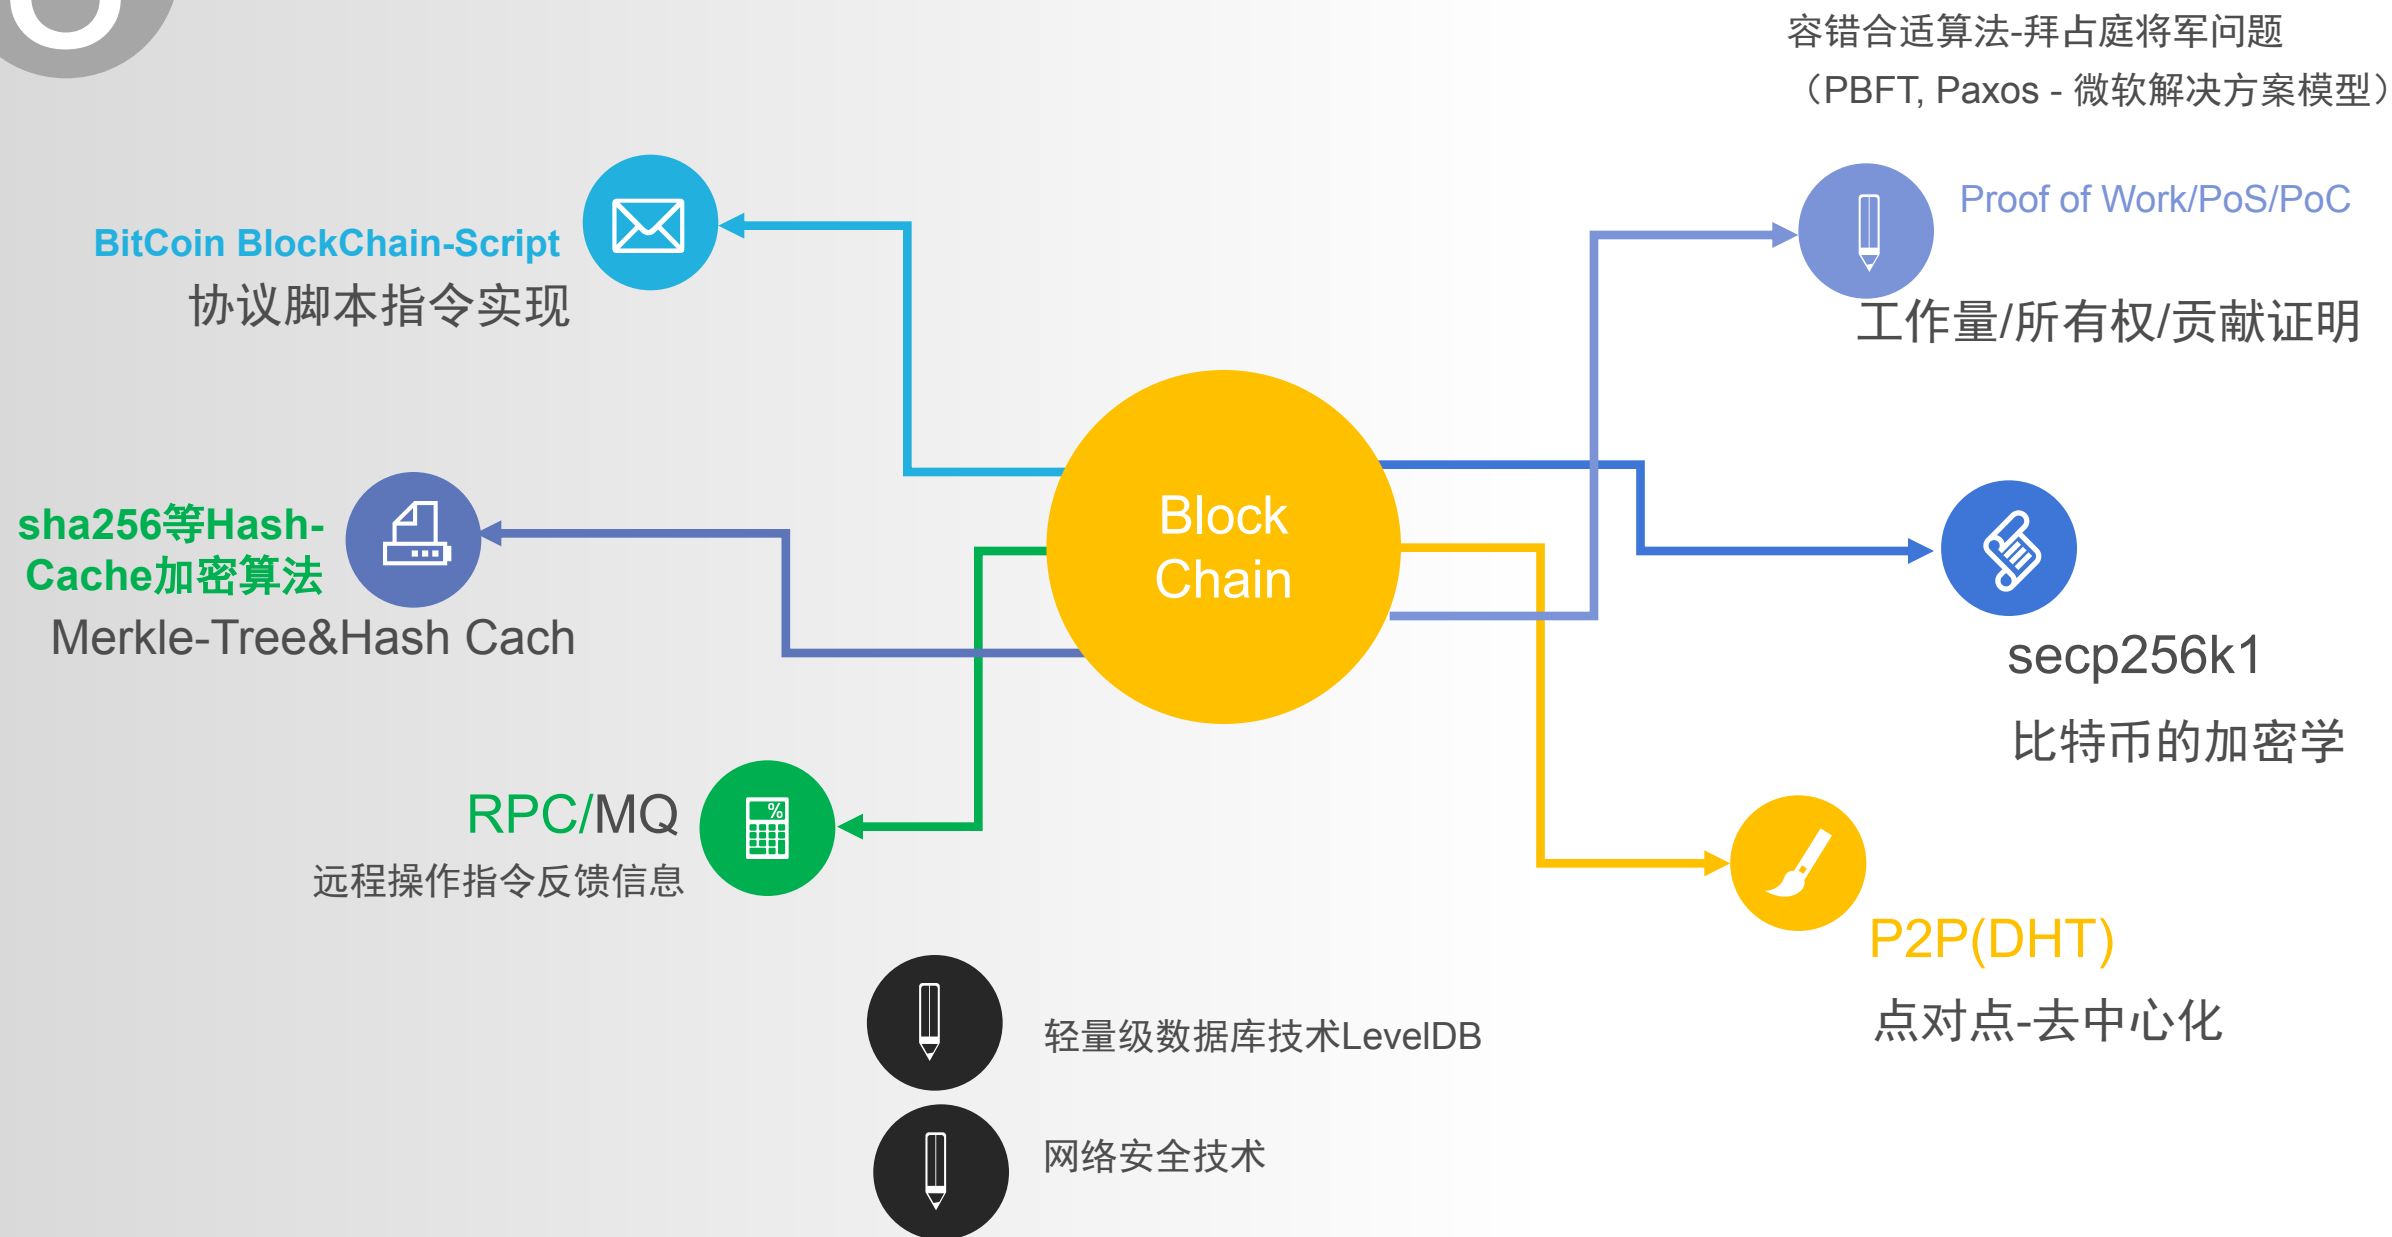 容错合适算法-拜占庭将军问题
（PBFT, Paxos - 微软解决方案模型）
Proof of Work/PoS/PoC
工作量/所有权/贡献证明
BitCoin BlockChain-Script
协议脚本指令实现
sha256等Hash-
Cache加密算法
Merkle-Tree&Hash Cach
Block
Chain
secp256k1
比特币的加密学
RPC/MQ
远程操作指令反馈信息
%
P2P(DHT)
点对点-去中心化
轻量级数据库技术LevelDB
网络安全技术